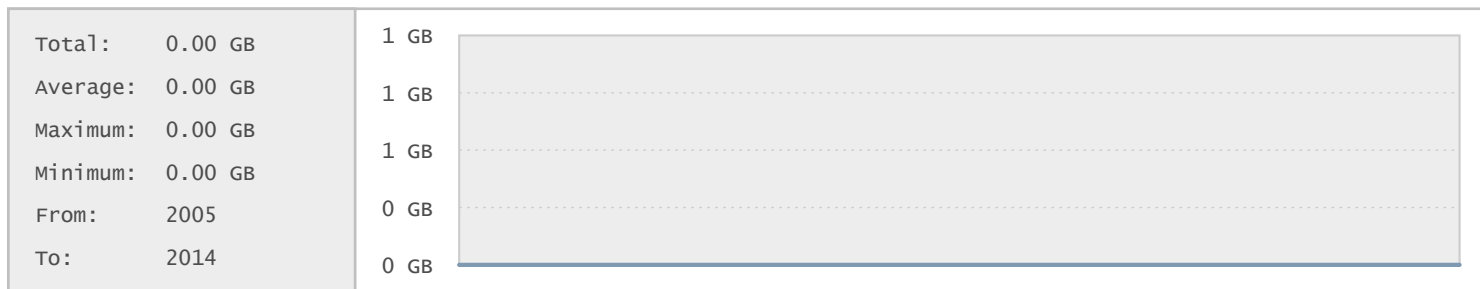 Total: 0.00 GB
Average: 0.00 GB
Maximum: 0.00 GB
Minimum: 0.00 GB
From: 2005
To: 2014
1 GB
1 GB
1 GB
0 GB
0 GB